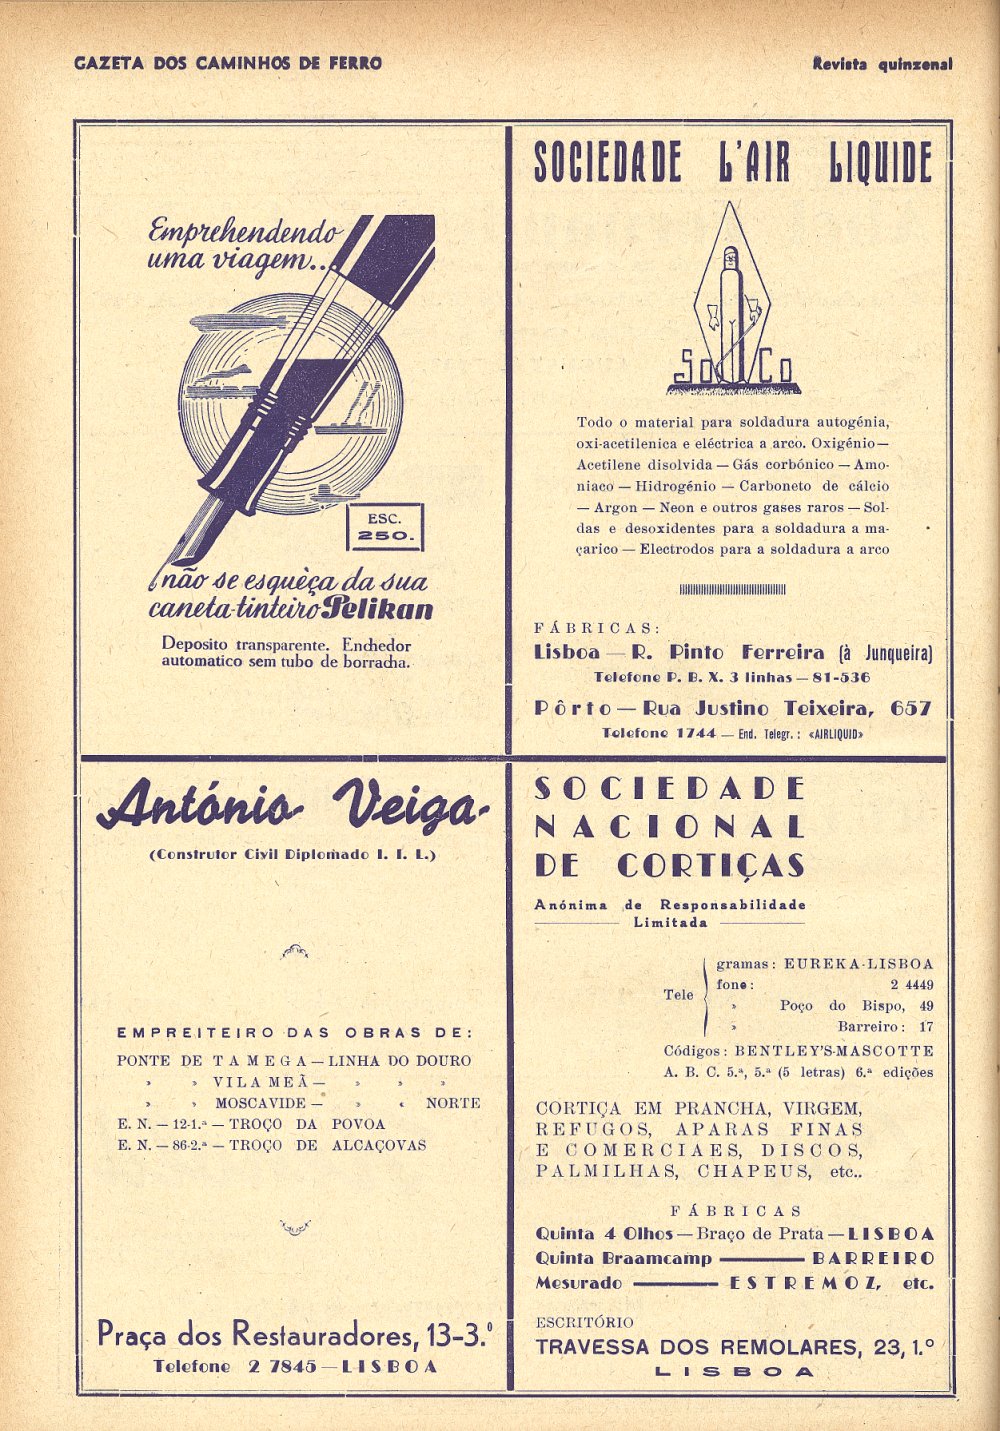 GAZETA DOS CAMINHOS DE FERRO
Revista quinzenal
Emprehendendo
uma viagem...
ESC.
250.
não se esquèça da sua
caneta-tinteiro Pelikan
Deposito transparente. Enchedor
automatico sem tubo de borracha.
SOCIEDADE L'AIR LIQUIDE
So Co
Todo o material para soldadura autogénia,
oxi-acetilenica e eléctrica a arco. Oxigénio —
Acetilene disolvida — Gás corbónico — Amo-
niaco — Hidrogénio — Carboneto de cálcio
— Argon — Neon e outros gases raros — Sol-
das e desoxidentes para a soldadura a ma-
çarico — Electrodos para a soldadura a arco
FÁBRICAS:
Lisboa — R. Pinto Ferreira (à Junqueira)
Telefone P. B. X. 3 linhas — 81-536
Pôrto — Rua Justino Teixeira, 657
Telefone 1744 — End. Telegr.: «AIRLIQUID»
António Veiga
(Construtor Civil Diplomado I. I. L.)
EMPREITEIRO DAS OBRAS DE:
PONTE DE TAMEGA — LINHA DO DOURO
» » VILA MEÃ — » » »
» » MOSCAVIDE — » « NORTE
E. N. — 12-1.ª — TROÇO DA POVOA
E. N. — 86-2.ª — TROÇO DE ALCAÇOVAS
Praça dos Restauradores, 13-3.º
Telefone 2 7845 — LISBOA
SOCIEDADE
NACIONAL
DE CORTIÇAS
Anónima de Responsabilidade
Limitada
Tele
gramas: EUREKA-LISBOA
fone: 2 4449
» Poço do Bispo, 49
» Barreiro: 17
Códigos: BENTLEY'S-MASCOTTE
A. B. C. 5.ª, 5.ª (5 letras) 6.ª edições
CORTIÇA EM PRANCHA, VIRGEM,
REFUGOS, APARAS FINAS
E COMERCIAES, DISCOS,
PALMILHAS, CHAPEUS, etc..
FÁBRICAS
Quinta 4 Olhos — Braço de Prata — LISBOA
Quinta Braamcamp — BARREIRO
Mesurado — ESTREMOZ, etc.
ESCRITÓRIO
TRAVESSA DOS REMOLARES, 23, 1.º
LISBOA